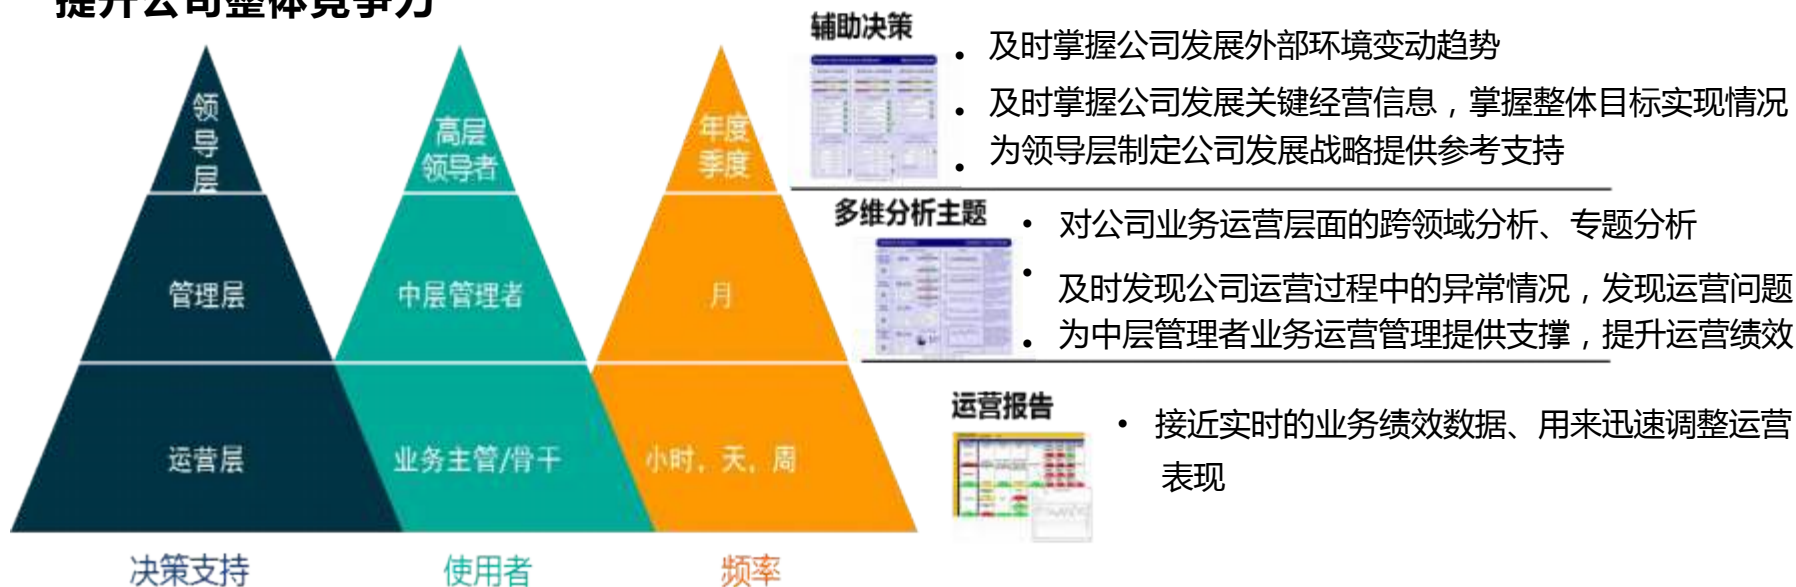 提升公司整体竞争力
领
导
层
管理层
运营层
决策支持
高层
领导者
中层管理者
业务主管/骨干
使用者
年度
季度
月
小时，天，周
频率
辅助决策
• 及时掌握公司发展外部环境变动趋势
• 及时掌握公司发展关键经营信息，掌握整体目标实现情况
• 为领导层制定公司发展战略提供参考支持
多维分析主题
• 对公司业务运营层面的跨领域分析、专题分析
• 及时发现公司运营过程中的异常情况，发现运营问题
• 为中层管理者业务运营管理提供支撑，提升运营绩效
运营报告
• 接近实时的业务绩效数据、用来迅速调整运营
表现